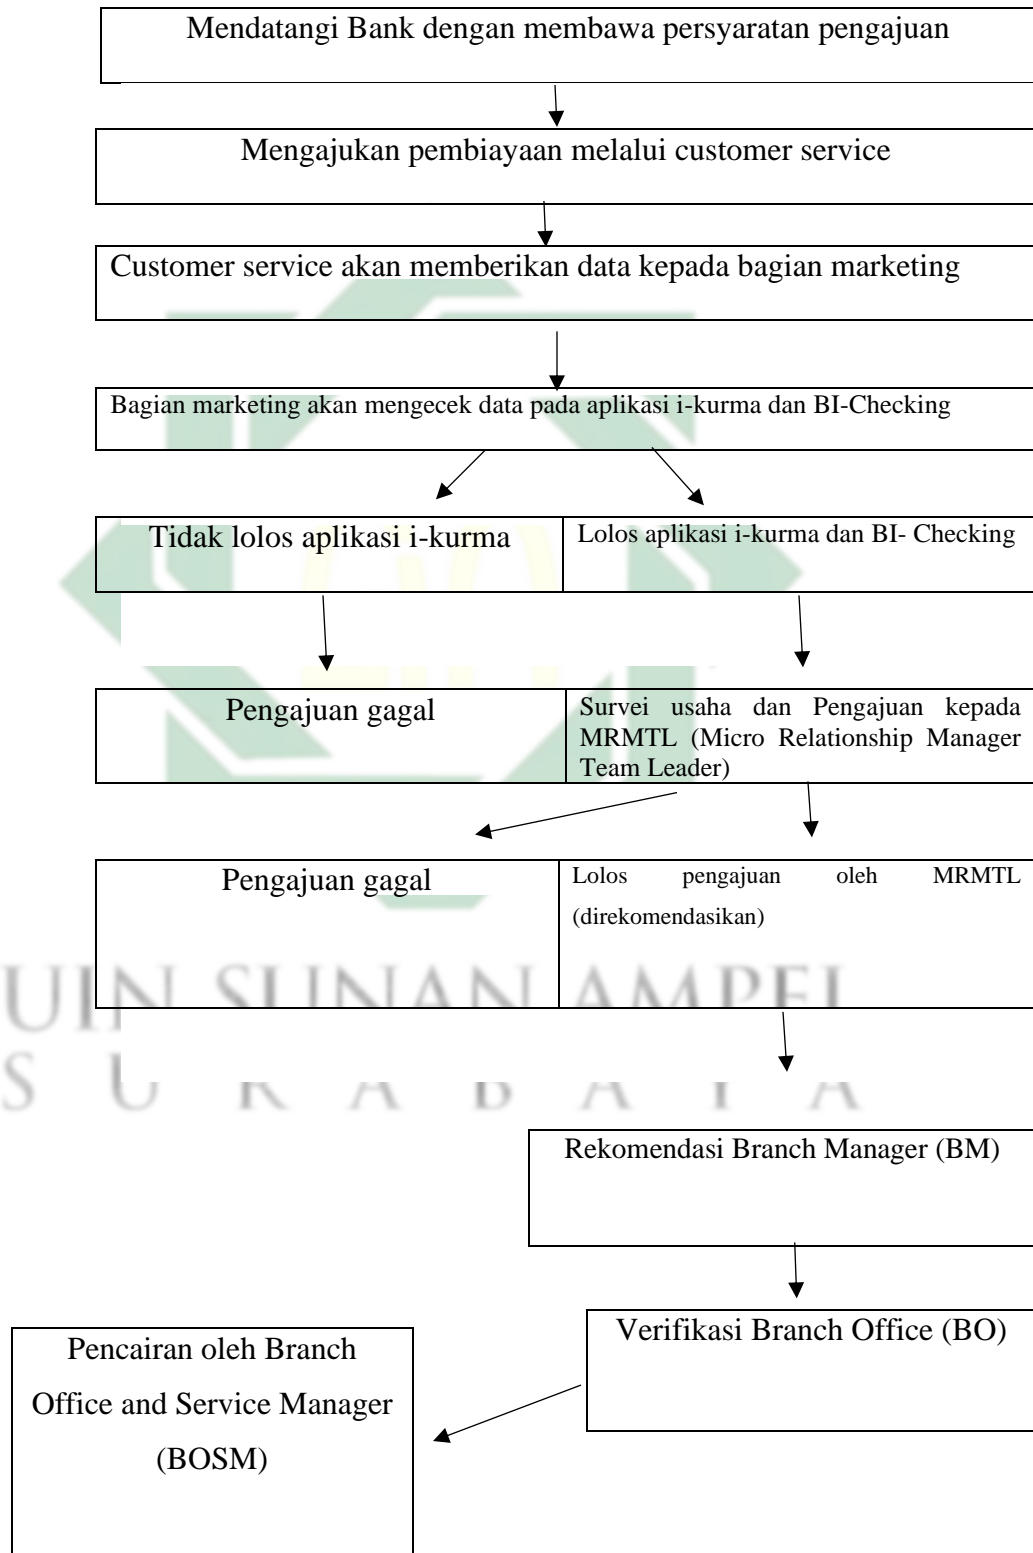 Mendatangi Bank dengan membawa persyaratan pengajuan
Mengajukan pembiayaan melalui customer service
Customer service akan memberikan data kepada bagian marketing
Bagian marketing akan mengecek data pada aplikasi i-kurma dan BI-Checking
Tidak lolos aplikasi i-kurma
Lolos aplikasi i-kurma dan BI- Checking
Pengajuan gagal
Survei usaha dan Pengajuan kepada
MRMTL (Micro Relationship Manager
Team Leader)
Pengajuan gagal
Lolos pengajuan oleh MRMTL
(direkomendasikan)
UIN SUNAN AMPEL
S U R A B A Y A
Rekomendasi Branch Manager (BM)
Verifikasi Branch Office (BO)
Pencairan oleh Branch
Office and Service Manager
(BOSM)